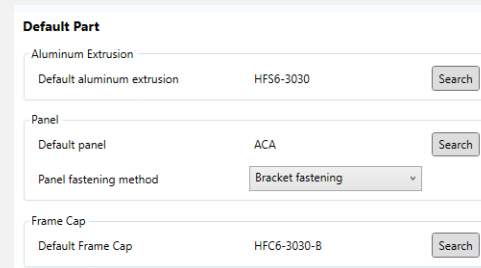 Default Part
Aluminum Extrusion
Default aluminum extrusion HFS6-3030 Search
Panel
Default panel ACA Search
Panel fastening method Bracket fastening
Frame Cap
Default Frame Cap HFC6-3030-B Search